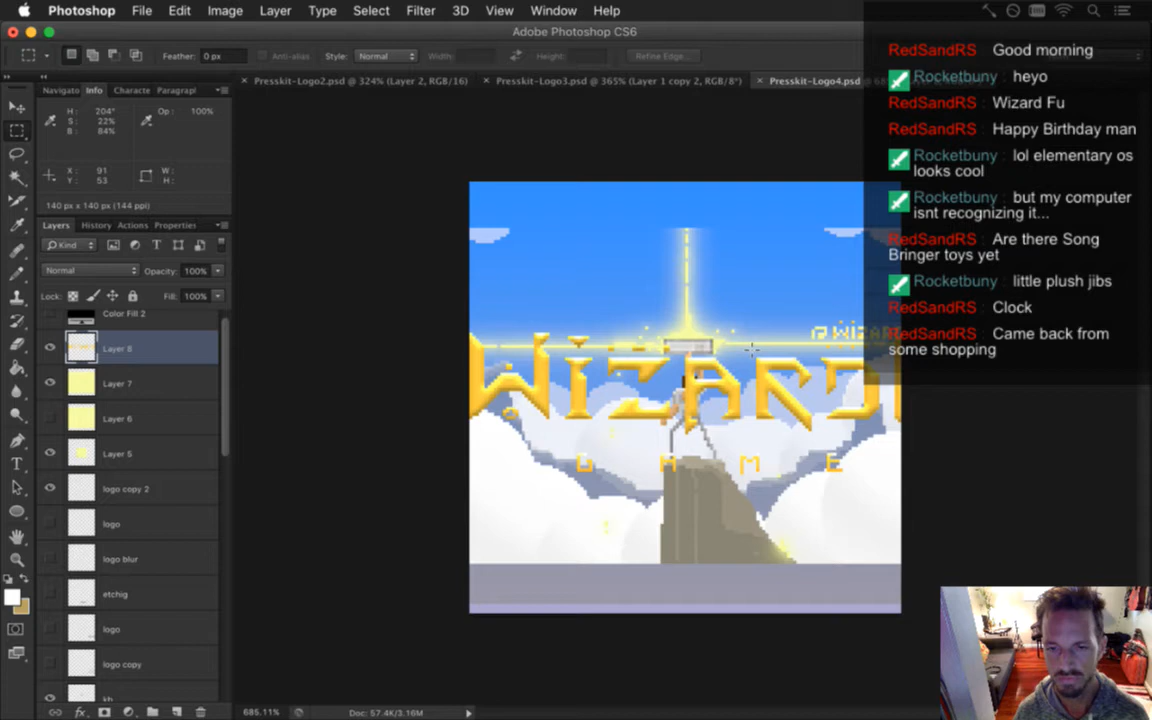 Photoshop File Edit Image Layer Type Select Filter 3D View Window Help
Adobe Photoshop CS6
Feather: 0 px Anti-alias Style: Normal Width: Height: Refine Edge...
Presskit-Logo2.psd @ 324% (Layer 2, RGB/16) Presskit-Logo3.psd @ 365% (Layer 1 copy 2, RGB/8*) Presskit-Logo4.psd
Navigato Info Characte Paragrap
H: 204° Op: 100%
S: 22%
B: 84%
X: 91 W:
Y: 53 H:
140 px x 140 px (144 ppi)
Layers History Actions Properties
Kind
Normal Opacity: 100%
Lock: Fill: 100%
Color Fill 2
Layer 8
Layer 7
Layer 6
Layer 5
logo copy 2
logo
logo blur
etchig
logo
logo copy
685.11% Doc: 57.4K/3.16M
WIZARD
GAME
RedSandRS Good morning
Rocketbuny : heyo
RedSandRS : Wizard Fu
RedSandRS : Happy Birthday man
Rocketbuny : lol elementary os
looks cool
Rocketbuny : but my computer
isnt recognizing it...
RedSandRS : Are there Song
Bringer toys yet
Rocketbuny : little plush jibs
RedSandRS : Clock
RedSandRS : Came back from
some shopping